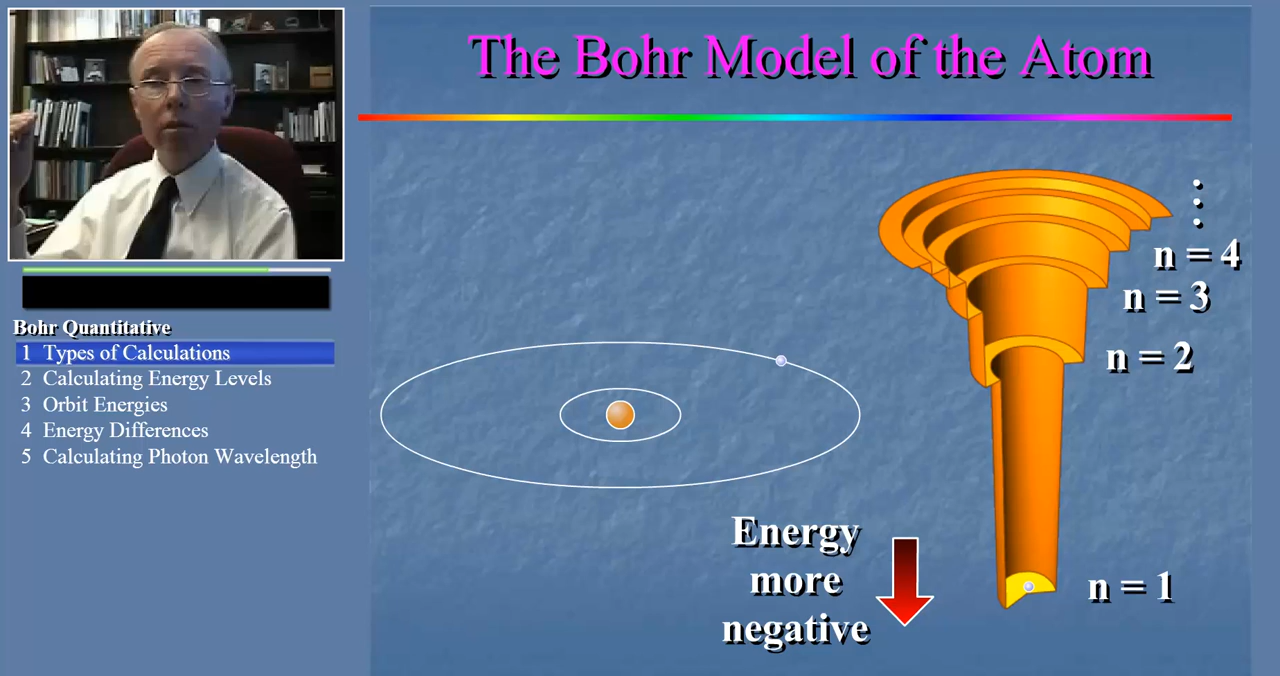 The Bohr Model of the Atom
Bohr Quantitative
1 Types of Calculations
2 Calculating Energy Levels
3 Orbit Energies
4 Energy Differences
5 Calculating Photon Wavelength
n = 4
n = 3
n = 2
n = 1
Energy
more
negative